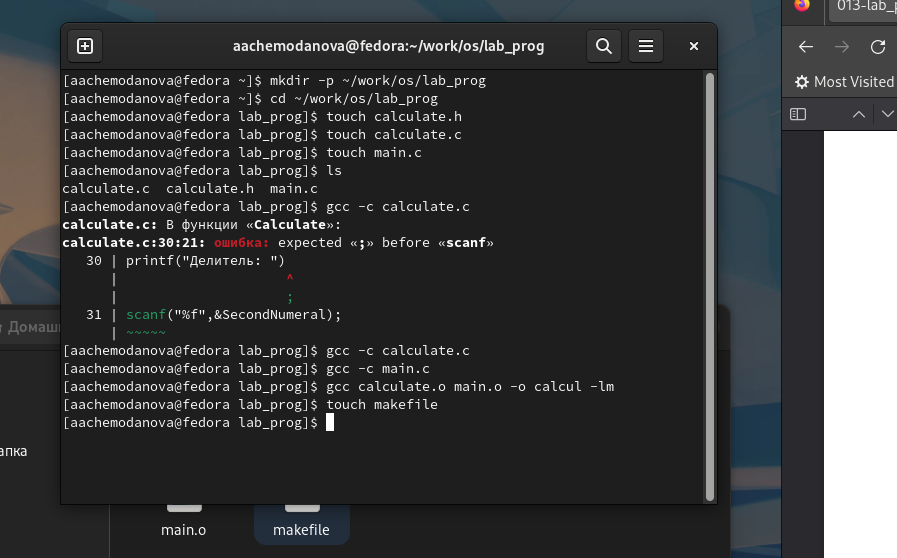 013-lab_p
aachemodanova@fedora:~/work/os/lab_prog
Most Visited
[aachemodanova@fedora ~]$ mkdir -p ~/work/os/lab_prog
[aachemodanova@fedora ~]$ cd ~/work/os/lab_prog
[aachemodanova@fedora lab_prog]$ touch calculate.h
[aachemodanova@fedora lab_prog]$ touch calculate.c
[aachemodanova@fedora lab_prog]$ touch main.c
[aachemodanova@fedora lab_prog]$ ls
calculate.c  calculate.h  main.c
[aachemodanova@fedora lab_prog]$ gcc -c calculate.c
calculate.c: В функции «Calculate»:
calculate.c:30:21: ошибка: expected «;» before «scanf»
   30 | printf("Делитель: ")
      |                     ^
      |                     ;
   31 | scanf("%f",&SecondNumeral);
      | ~~~~~
[aachemodanova@fedora lab_prog]$ gcc -c calculate.c
[aachemodanova@fedora lab_prog]$ gcc -c main.c
[aachemodanova@fedora lab_prog]$ gcc calculate.o main.o -o calcul -lm
[aachemodanova@fedora lab_prog]$ touch makefile
[aachemodanova@fedora lab_prog]$
Домаш
апка
main.o
makefile